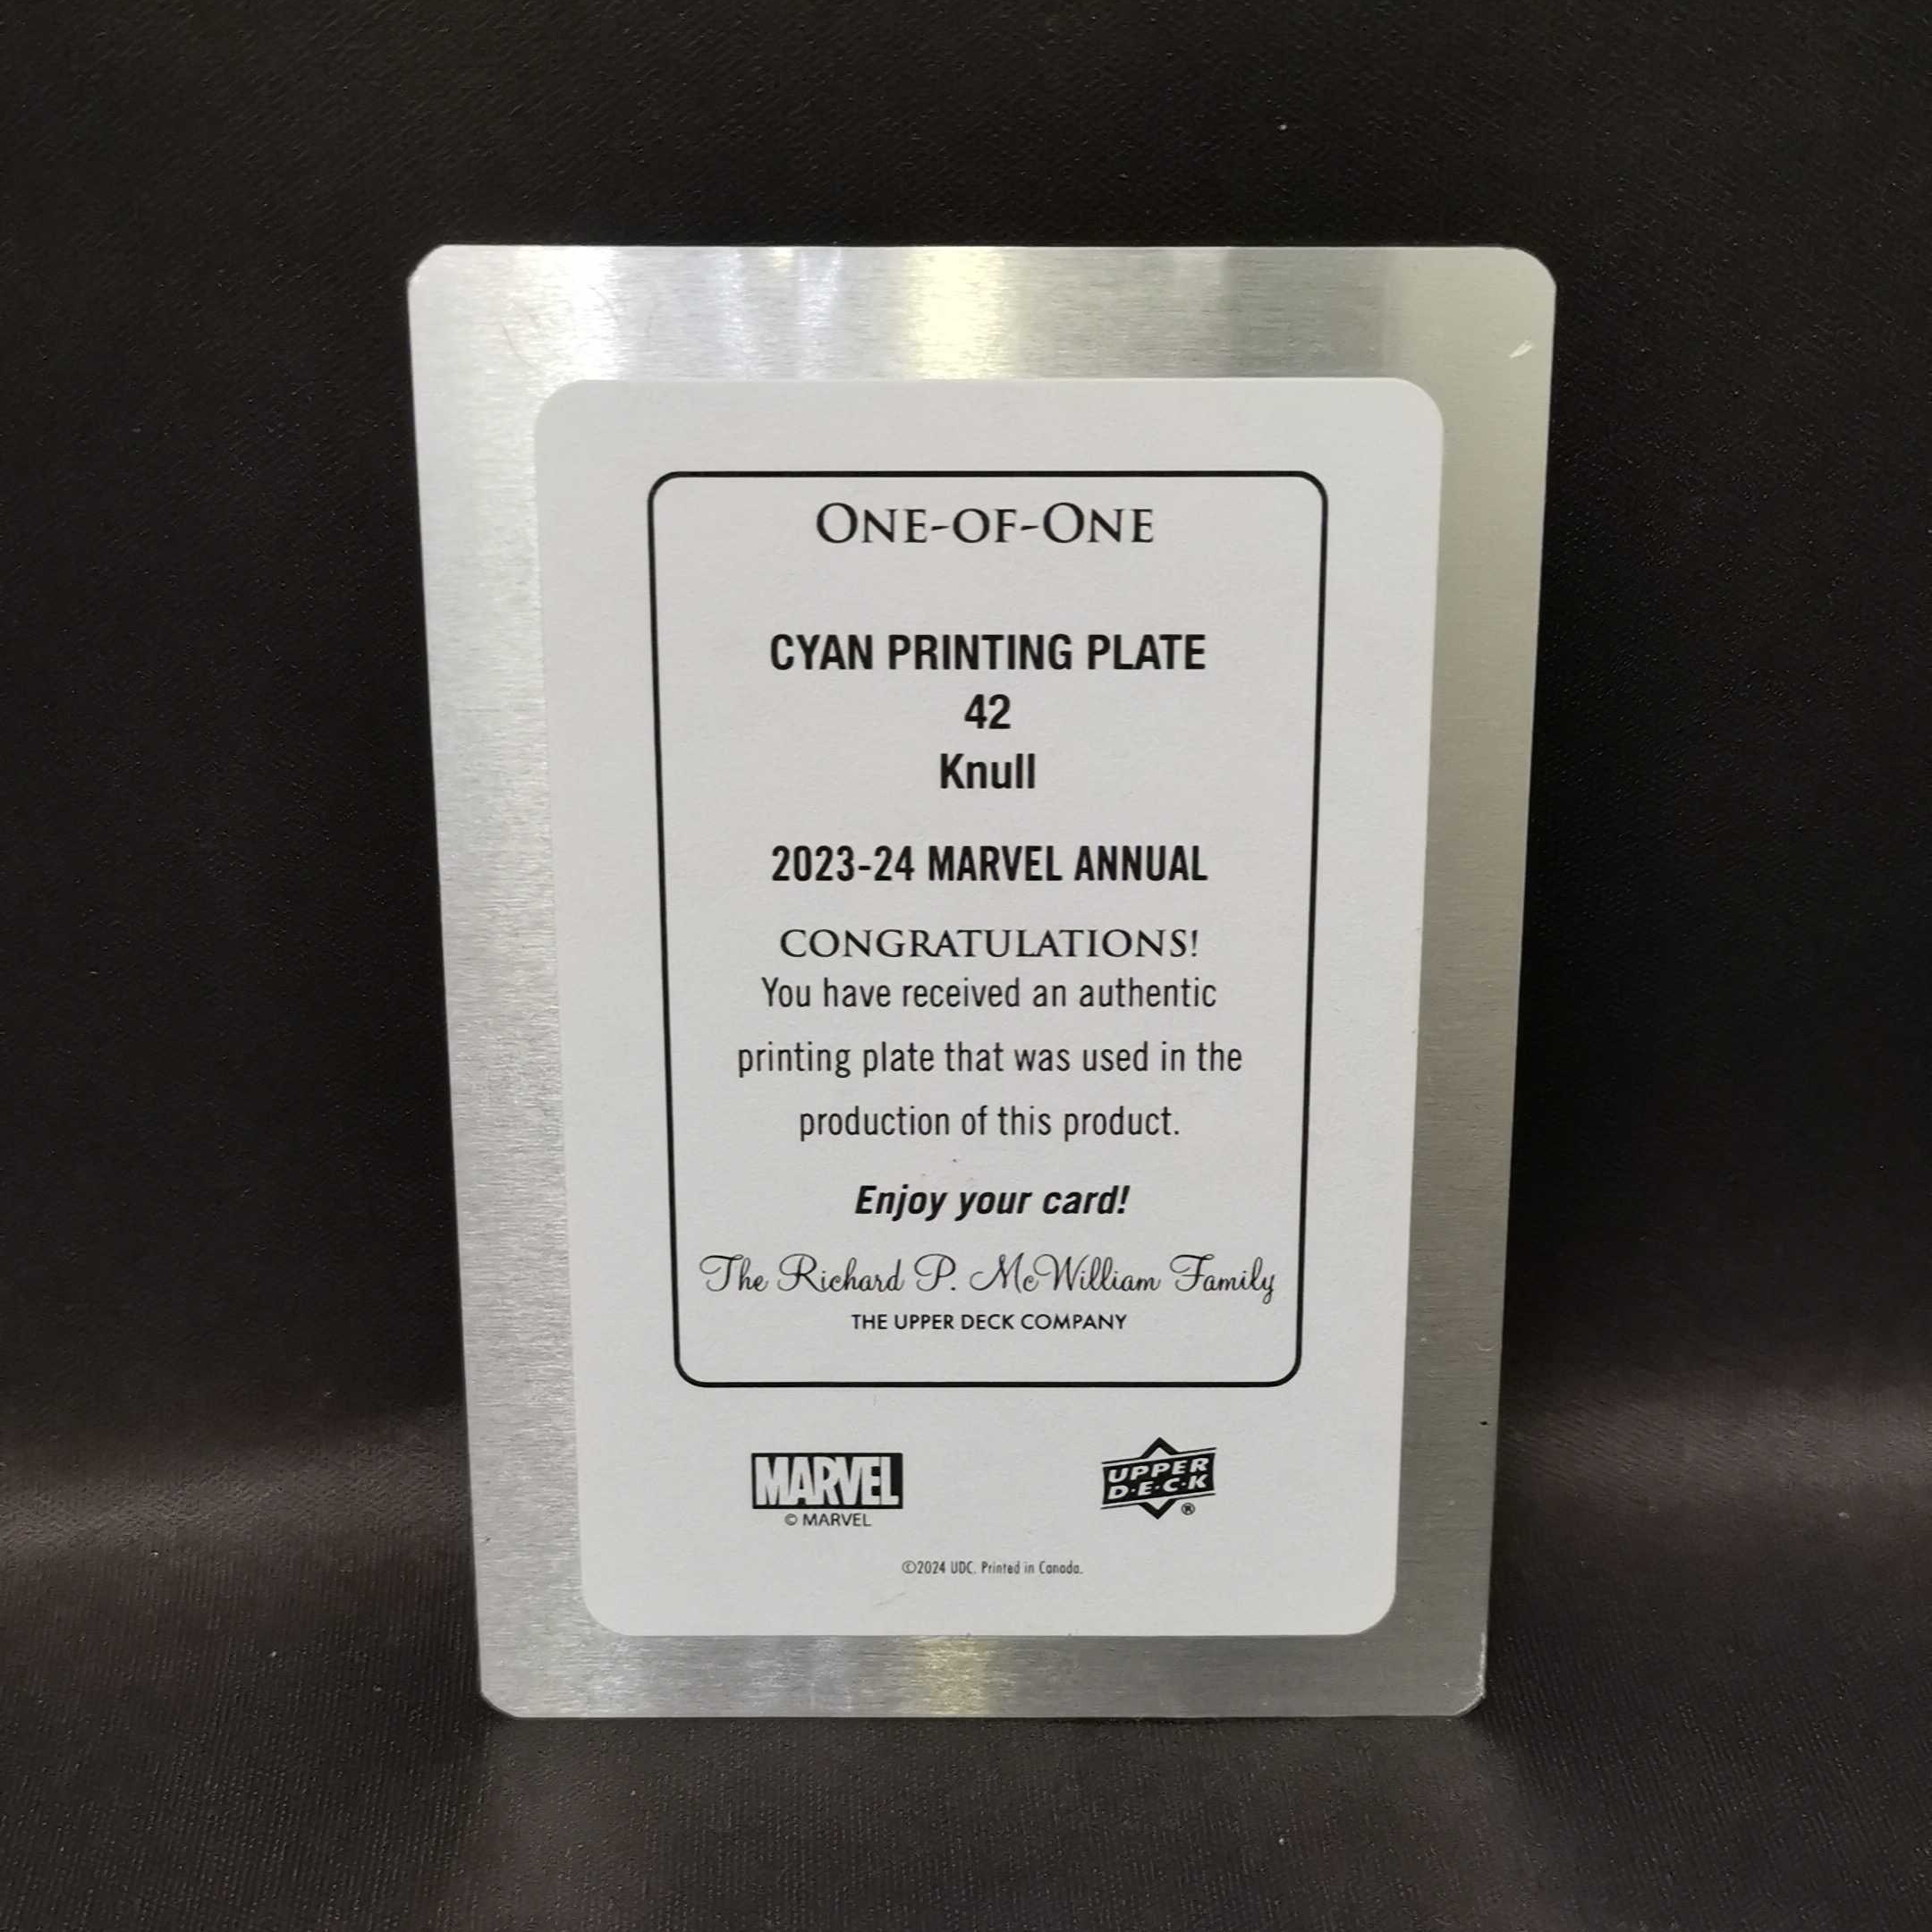 ONE-OF-ONE
CYAN PRINTING PLATE
42
Knull
2023-24 MARVEL ANNUAL
CONGRATULATIONS!
You have received an authentic
printing plate that was used in the
production of this product.
Enjoy your card!
The Richard P. McWilliam Family
THE UPPER DECK COMPANY
MARVEL
© MARVEL
UPPER
D·E·C·K
®
©2024 UDC. Printed in Canada.